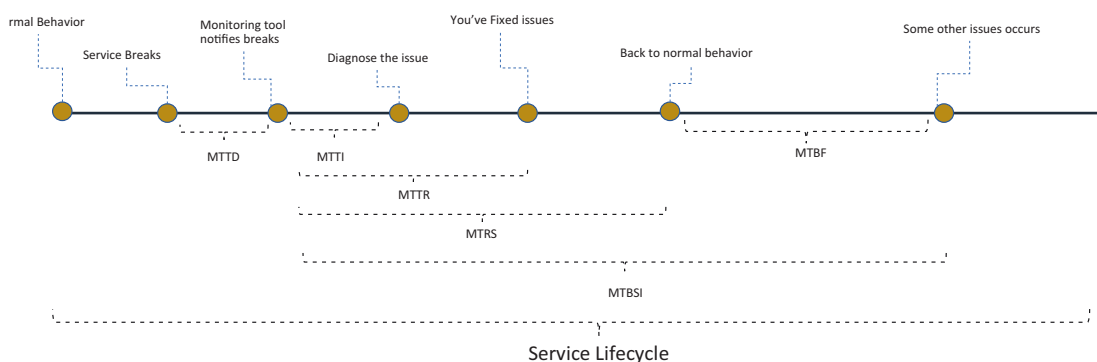 rmal Behavior
Service Breaks
Monitoring tool
notifies breaks
Diagnose the issue
You've Fixed issues
Back to normal behavior
Some other issues occurs
MTTD
MTTI
MTBF
MTTR
MTRS
MTBSI
Service Lifecycle